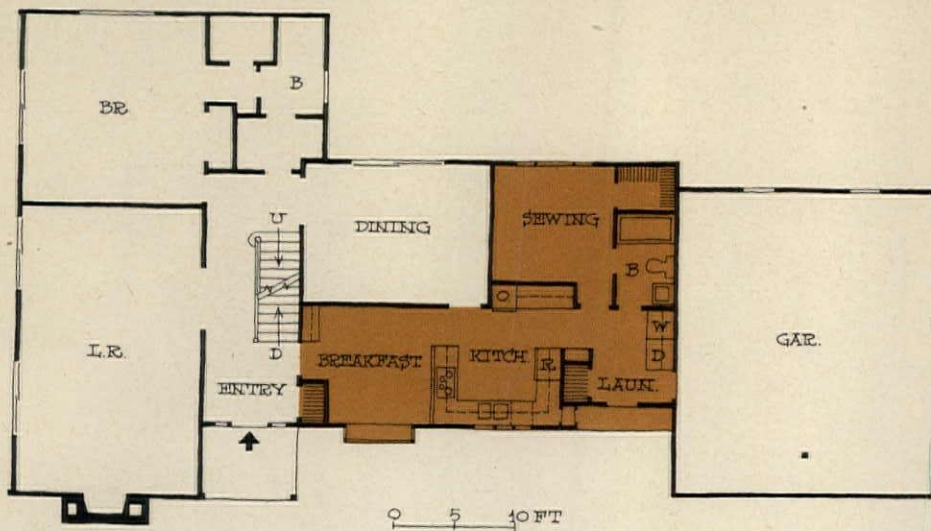 B
BR.
U
DINING
SEWING
B
W
D
L.R.
D
BREAKFAST
KITCH.
R
LAUN.
GAR.
ENTRY
0 5 10 FT